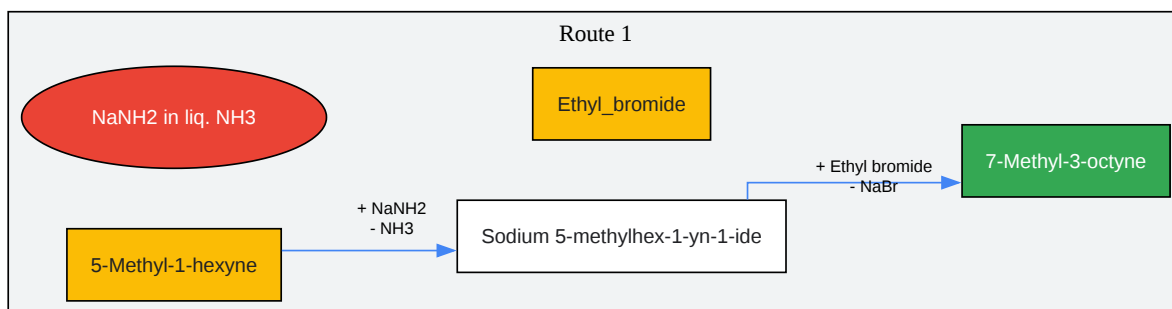 Route 1
NaNH2 in liq. NH3
Ethyl_bromide
7-Methyl-3-octyne
+ Ethyl bromide
- NaBr
+ NaNH2
- NH3
Sodium 5-methylhex-1-yn-1-ide
5-Methyl-1-hexyne